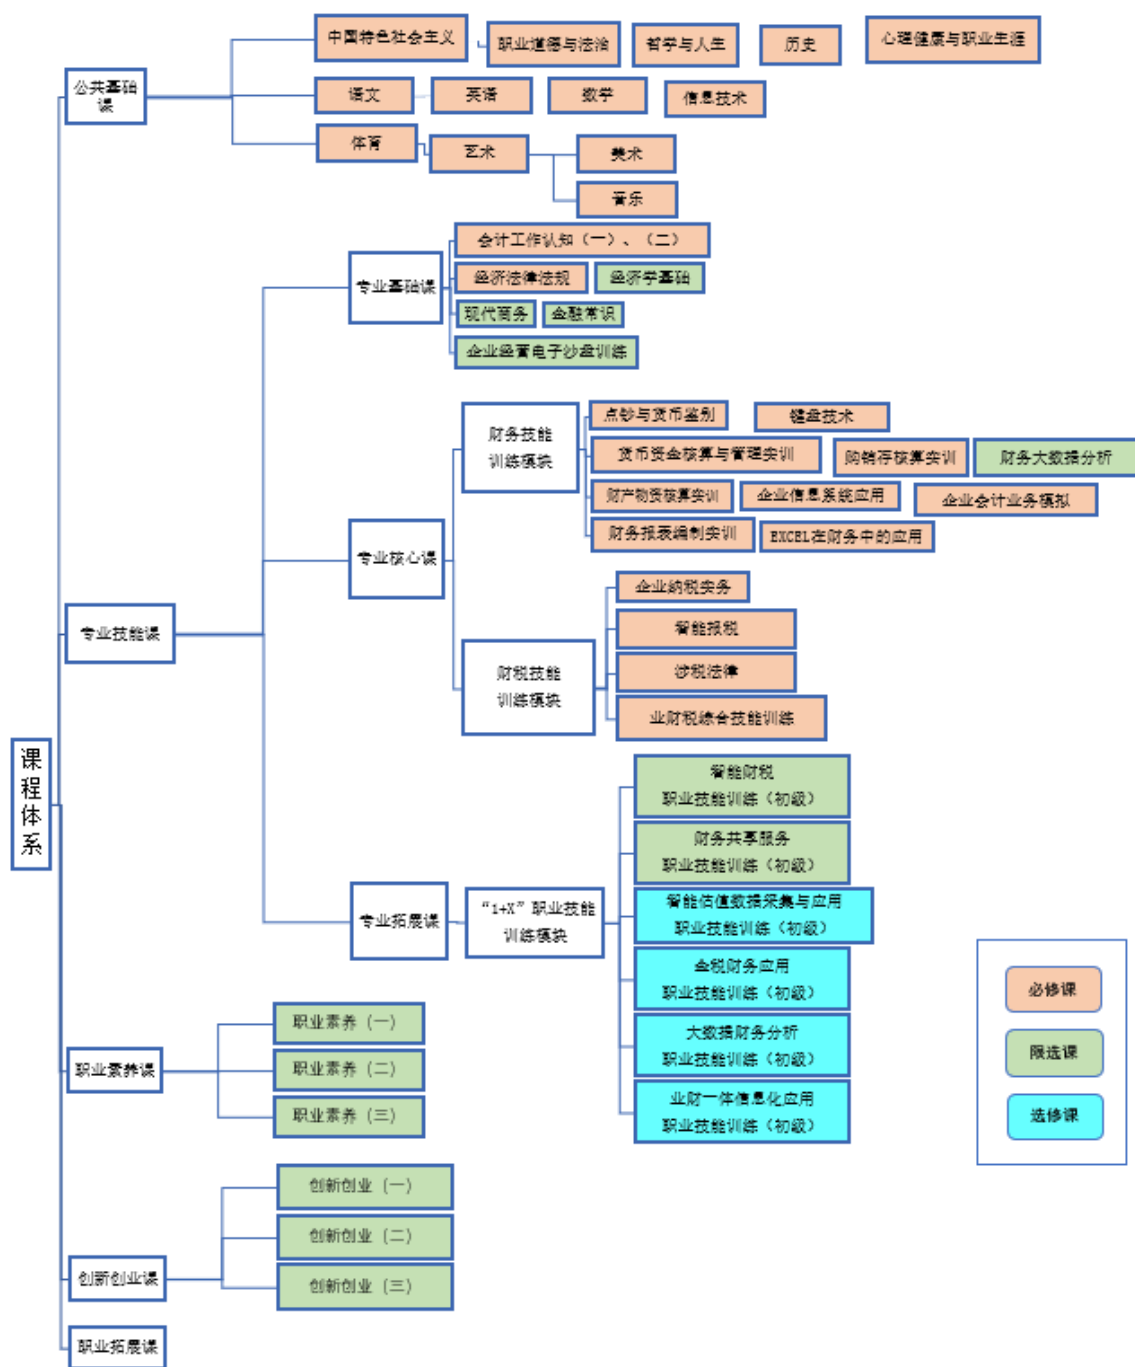 中国特色社会主义
职业道德与法治
哲学与人生
历史
心理健康与职业生涯
公共基础
课
语文
英语
数学
信息技术
体育
艺术
美术
音乐
会计工作认知（一）、（二）
专业基础课
经济法律法规
经济学基础
现代商务
金融常识
企业经营电子沙盘训练
财务技能
训练模块
点钞与货币鉴别
键盘技术
货币资金核算与管理实训
购销存核算实训
财务大数据分析
财产物资核算实训
企业信息系统应用
企业会计业务模拟
财务报表编制实训
EXCEL在财务中的应用
专业核心课
企业纳税实务
智能报税
财税技能
训练模块
涉税法律
业财税综合技能训练
专业技能课
课程体系
智能财税
职业技能训练（初级）
财务共享服务
职业技能训练（初级）
专业拓展课
“1+X”职业技能
训练模块
智能估值数据采集与应用
职业技能训练（初级）
金税财务应用
职业技能训练（初级）
大数据财务分析
职业技能训练（初级）
业财一体信息化应用
职业技能训练（初级）
必修课
限选课
选修课
职业素养课
职业素养（一）
职业素养（二）
职业素养（三）
创新创业课
创新创业（一）
创新创业（二）
创新创业（三）
职业拓展课